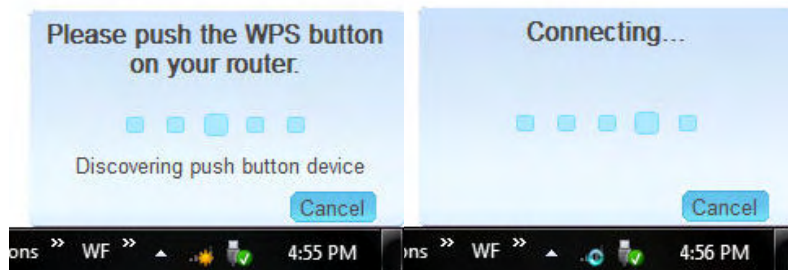 Please push the WPS button
on your router.
Discovering push button device
Cancel
ons » WF » 4:55 PM
Connecting...
Cancel
ons » WF » 4:56 PM